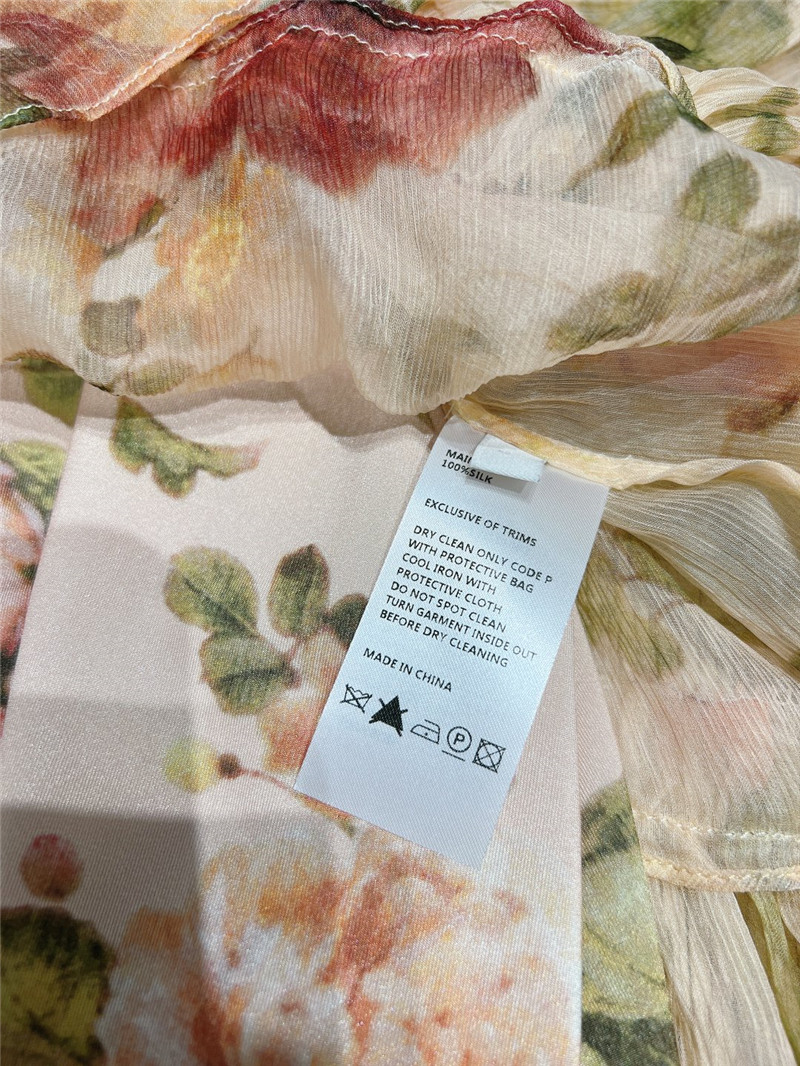 100%SILK
EXCLUSIVE OF TRIMS
DRY CLEAN ONLY CODE P
WITH PROTECTIVE BAG
COOL IRON WITH
PROTECTIVE CLOTH
DO NOT SPOT CLEAN
TURN GARMENT INSIDE OUT
BEFORE DRY CLEANING
MADE IN CHINA
P